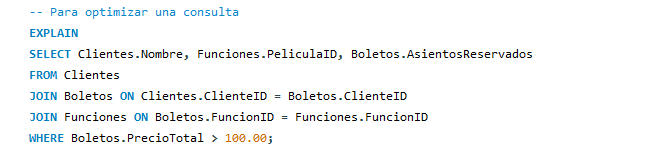 -- Para optimizar una consulta
EXPLAIN
SELECT Clientes.Nombre, Funciones.PeliculaID, Boletos.AsientosReservados
FROM Clientes
JOIN Boletos ON Clientes.ClienteID = Boletos.ClienteID
JOIN Funciones ON Boletos.FuncionID = Funciones.FuncionID
WHERE Boletos.PrecioTotal > 100.00;